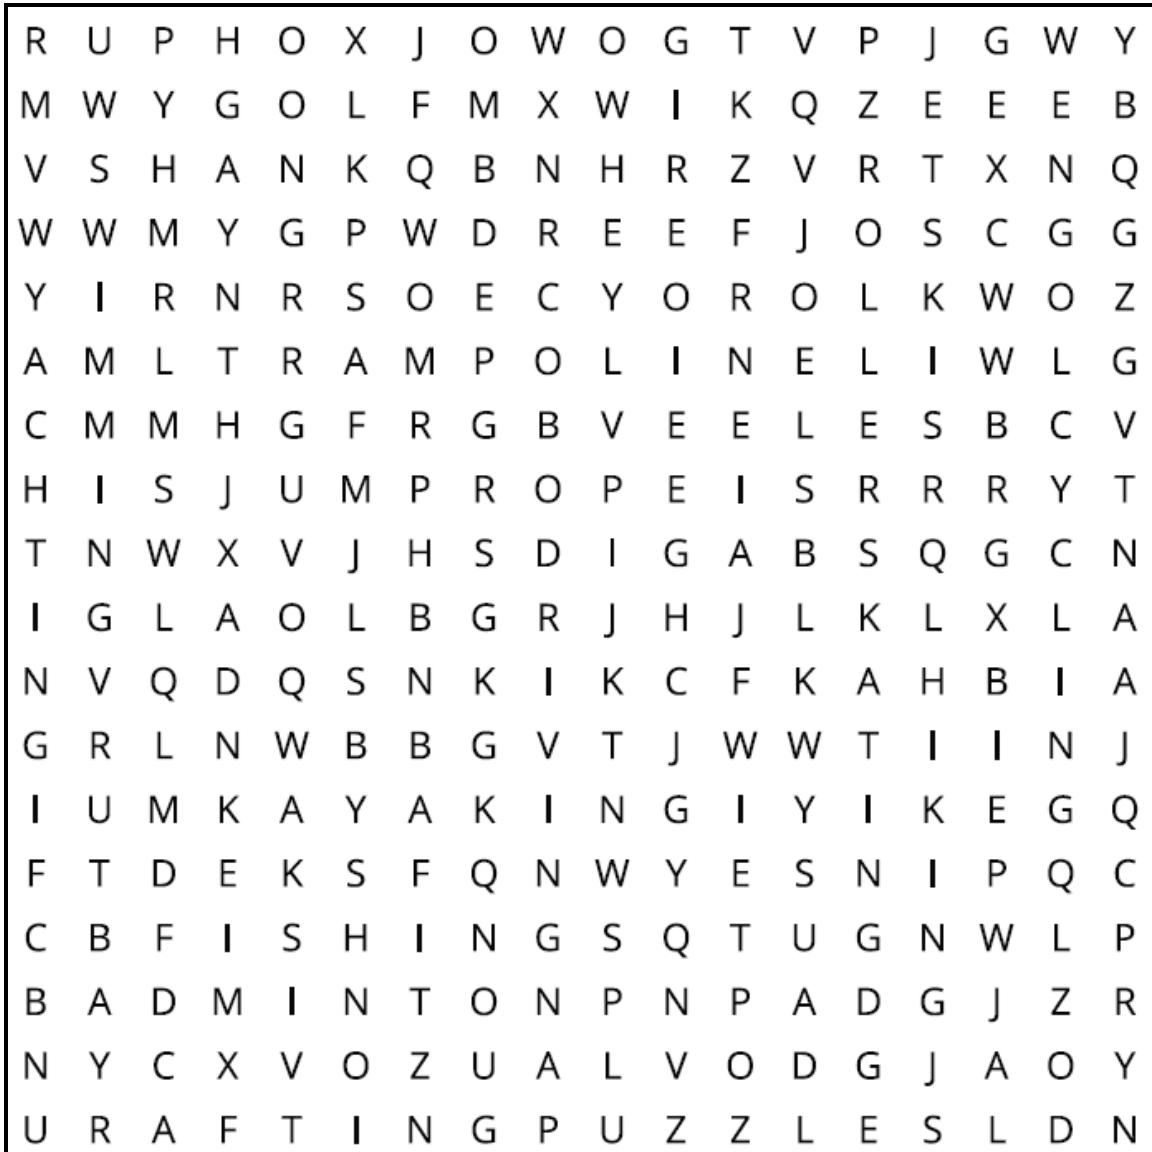 R U P H O X J O W O G T V P J G W Y
M W Y G O L F M X W I K Q Z E E E B
V S H A N K Q B N H R Z V R T X N Q
W W M Y G P W D R E E F J O S C G G
Y I R N R S O E C Y O R O L K W O Z
A M L T R A M P O L I N E L I W L G
C M M H G F R G B V E E L E S B C V
H I S J U M P R O P E I S R R R Y T
T N W X V J H S D I G A B S Q G C N
I G L A O L B G R J H J L K L X L A
N V Q D Q S N K I K C F K A H B I A
G R L N W B B G V T J W W T I I N J
I U M K A Y A K I N G I Y I K E G Q
F T D E K S F Q N W Y E S N I P Q C
C B F I S H I N G S Q T U G N W L P
B A D M I N T O N P N P A D G J Z R
N Y C X V O Z U A L V O D G J A O Y
U R A F T I N G P U Z Z L E S L D N